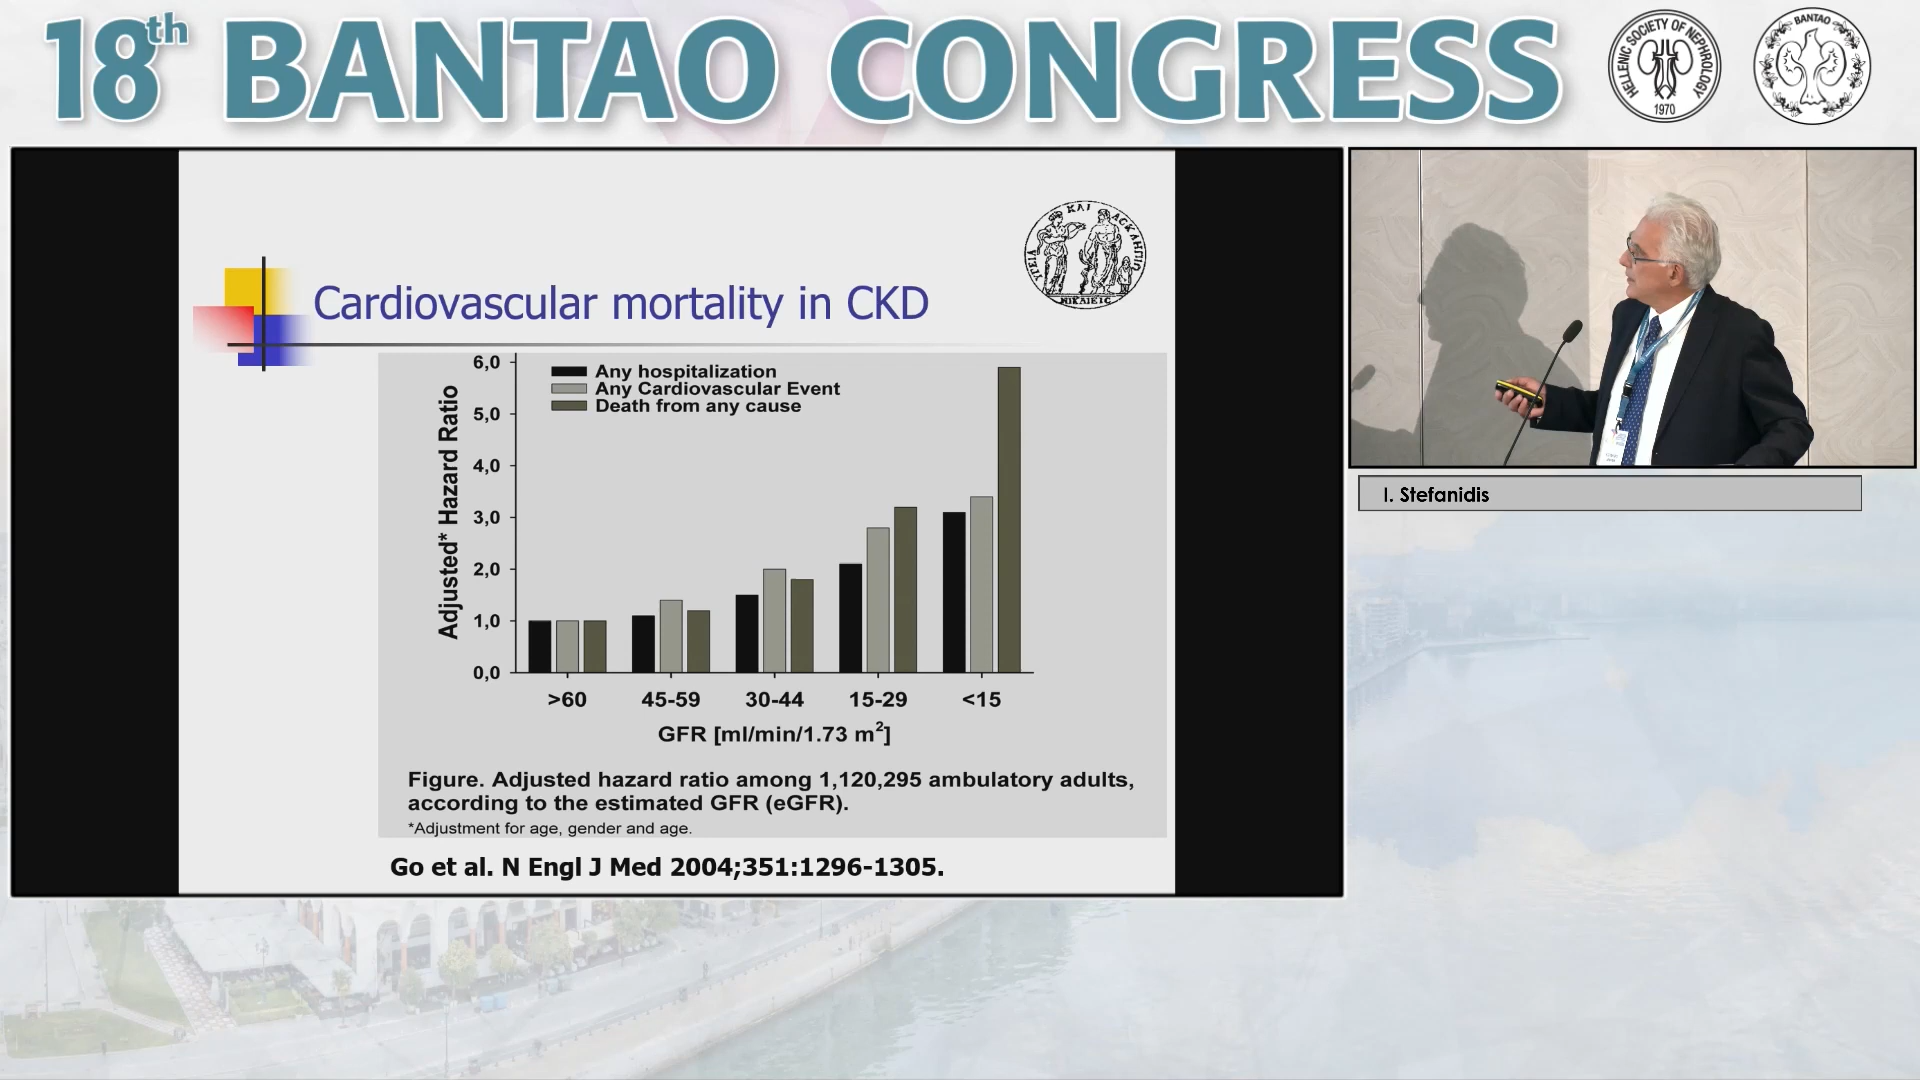 18th BANTAO CONGRESS
HELLENIC SOCIETY OF NEPHROLOGY
1970
BANTAO
ΥΓΕΙΑ ΚΑΙ ΑΣΚΛΗΠΙΩ
Cardiovascular mortality in CKD
Any hospitalization
Any Cardiovascular Event
Death from any cause
Adjusted* Hazard Ratio
6,0
5,0
4,0
3,0
2,0
1,0
0,0
>60 45-59 30-44 15-29 <15
GFR [ml/min/1.73 m2]
Figure. Adjusted hazard ratio among 1,120,295 ambulatory adults,
according to the estimated GFR (eGFR).
*Adjustment for age, gender and age.
Go et al. N Engl J Med 2004;351:1296-1305.
I. Stefanidis